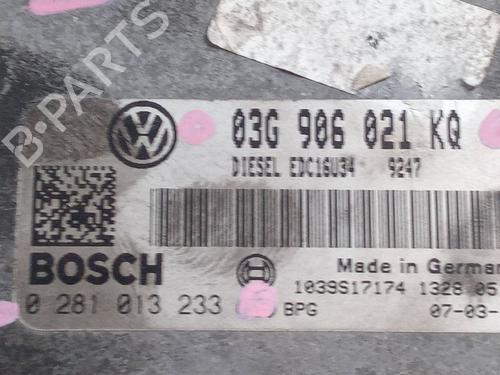 B-PARTS
03G 906 021 KQ
DIESEL EDC16U34 9247
BOSCH
Made in German
0 281 013 233
1039S17174 1328 05
BPG 07-03-